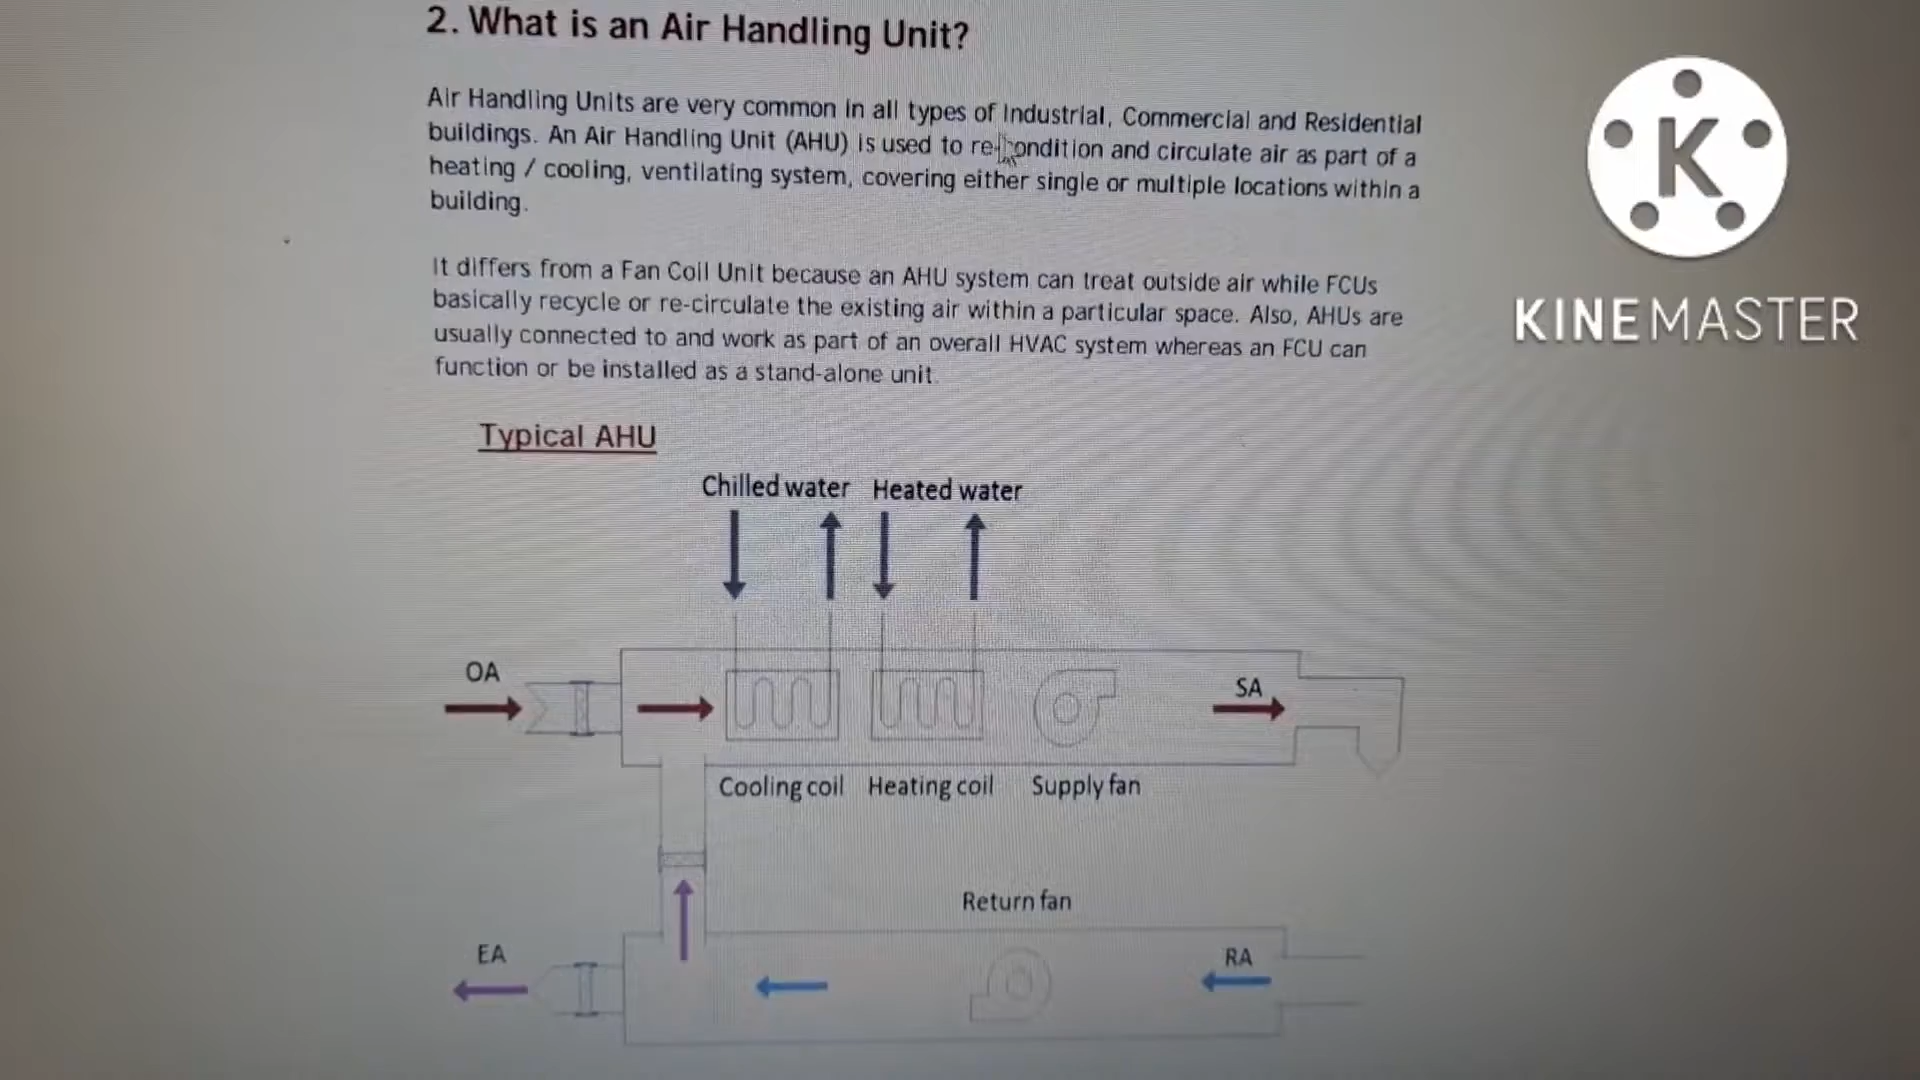 2. What is an Air Handling Unit?
Air Handling Units are very common in all types of Industrial, Commercial and Residential
buildings. An Air Handling Unit (AHU) is used to re-condition and circulate air as part of a
heating / cooling, ventilating system, covering either single or multiple locations within a
building.
It differs from a Fan Coil Unit because an AHU system can treat outside air while FCUs
basically recycle or re-circulate the existing air within a particular space. Also, AHUs are
usually connected to and work as part of an overall HVAC system whereas an FCU can
function or be installed as a stand-alone unit.
Typical AHU
Chilled water Heated water
OA
SA
Cooling coil Heating coil Supply fan
Return fan
EA
RA
K
KINEMASTER